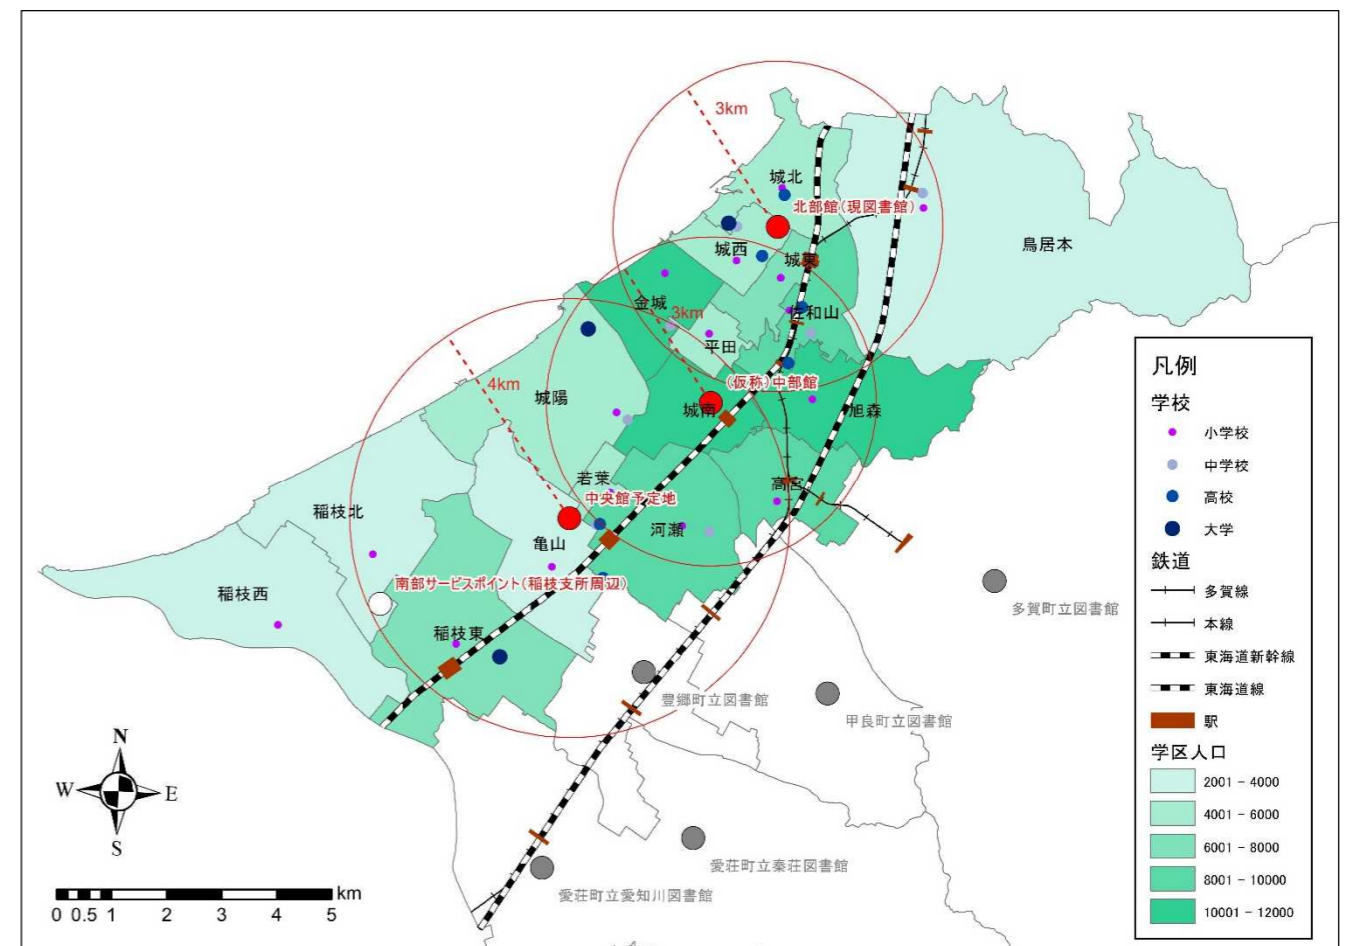 3km
城北
北部館(現図書館)
鳥居本
城西
城東
金城
3km
佐和山
平田
(仮称)中部館
4km
城陽
城南
旭森
若葉
高宮
中央館予定地
稲枝北
河瀬
亀山
南部サービスポイント(稲枝支所周辺)
稲枝西
稲枝東
多賀町立図書館
豊郷町立図書館
甲良町立図書館
愛荘町立秦荘図書館
愛荘町立愛知川図書館
N
W
E
S
km
0 0.5 1 2 3 4 5
凡例
学校
小学校
中学校
高校
大学
鉄道
多賀線
本線
東海道新幹線
東海道線
駅
学区人口
2001 - 4000
4001 - 6000
6001 - 8000
8001 - 10000
10001 - 12000